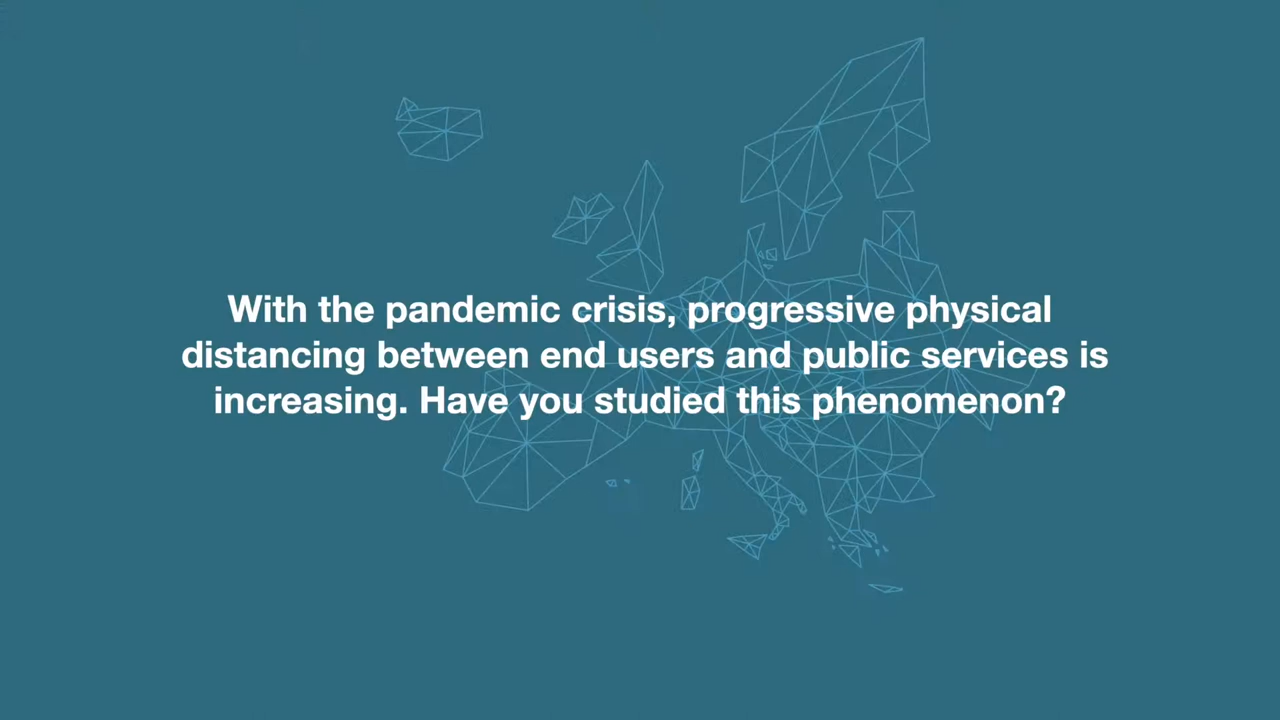 With the pandemic crisis, progressive physical
distancing between end users and public services is
increasing. Have you studied this phenomenon?